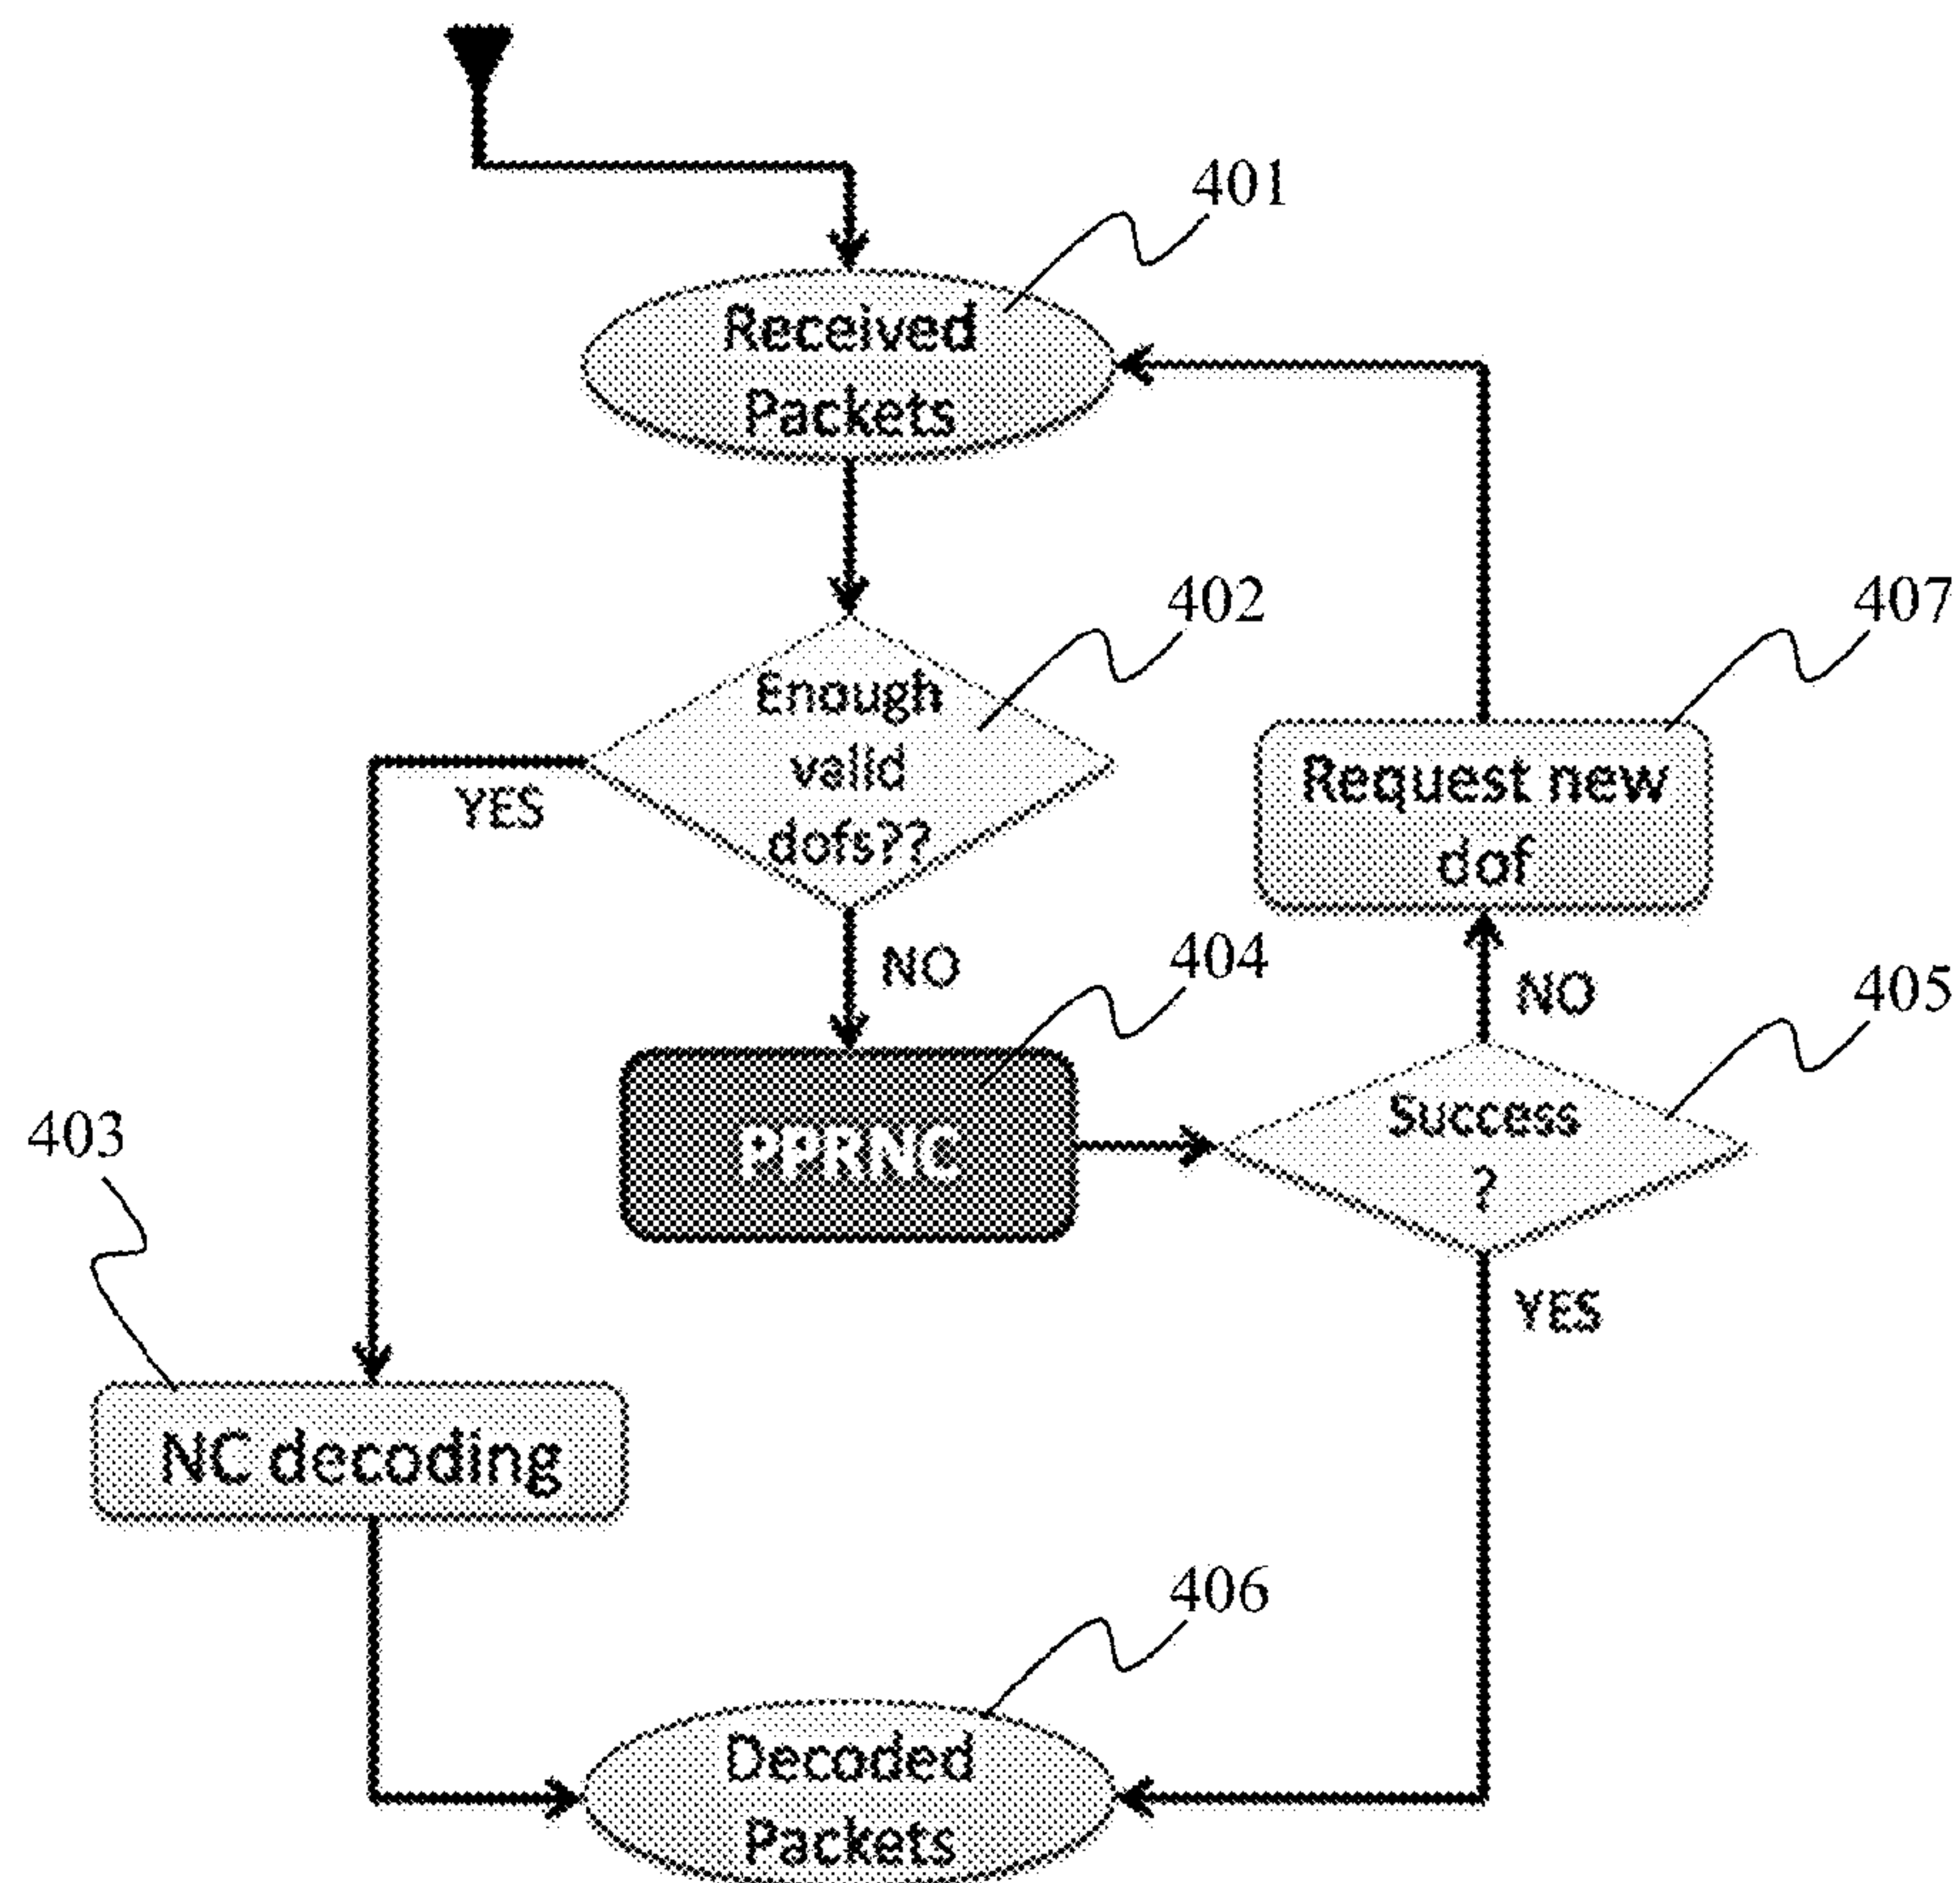 401
Received
Packets
402
407
Enough
valid
dofs??
YES
Request new
dof
NO
404
NO
405
403
PPRNC
Success
?
YES
NC decoding
406
Decoded
Packets